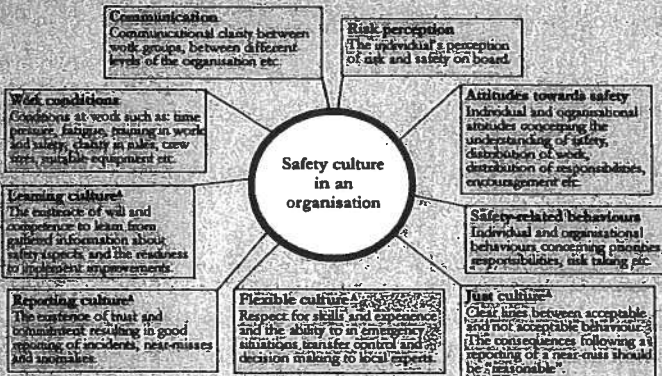 Communication
Communicational clarity between
work groups, between different
levels of the organisation etc.
Risk perception
The individual's perception
of risk and safety on board.
Work conditions
Conditions at work such as: time
pressure, fatigue, training in work
and safety, clarity in rules, crew
sizes, suitable equipment etc.
Attitudes towards safety
Individual and organisational
attitudes concerning the
understanding of safety,
distribution of work,
distribution of responsibilities,
encouragement etc.
Safety culture
in an
organisation
Learning culture^A
The existence of will and
competence to learn from
gathered information about
safety aspects, and the readiness
to implement improvements.
Safety-related behaviours
Individual and organisational
behaviours concerning priorities
responsibilities, risk taking etc.
Reporting culture^A
The existence of trust and
commitment resulting in good
reporting of incidents, near-misses
and anomalies.
Flexible culture^A
Respect for skills and experience
and the ability to in emergency
situations transfer control and
decision making to local experts.
Just culture^A
Clear lines between acceptable
and not acceptable behaviour.
The consequences following a
reporting of a near-miss should
be "reasonable".